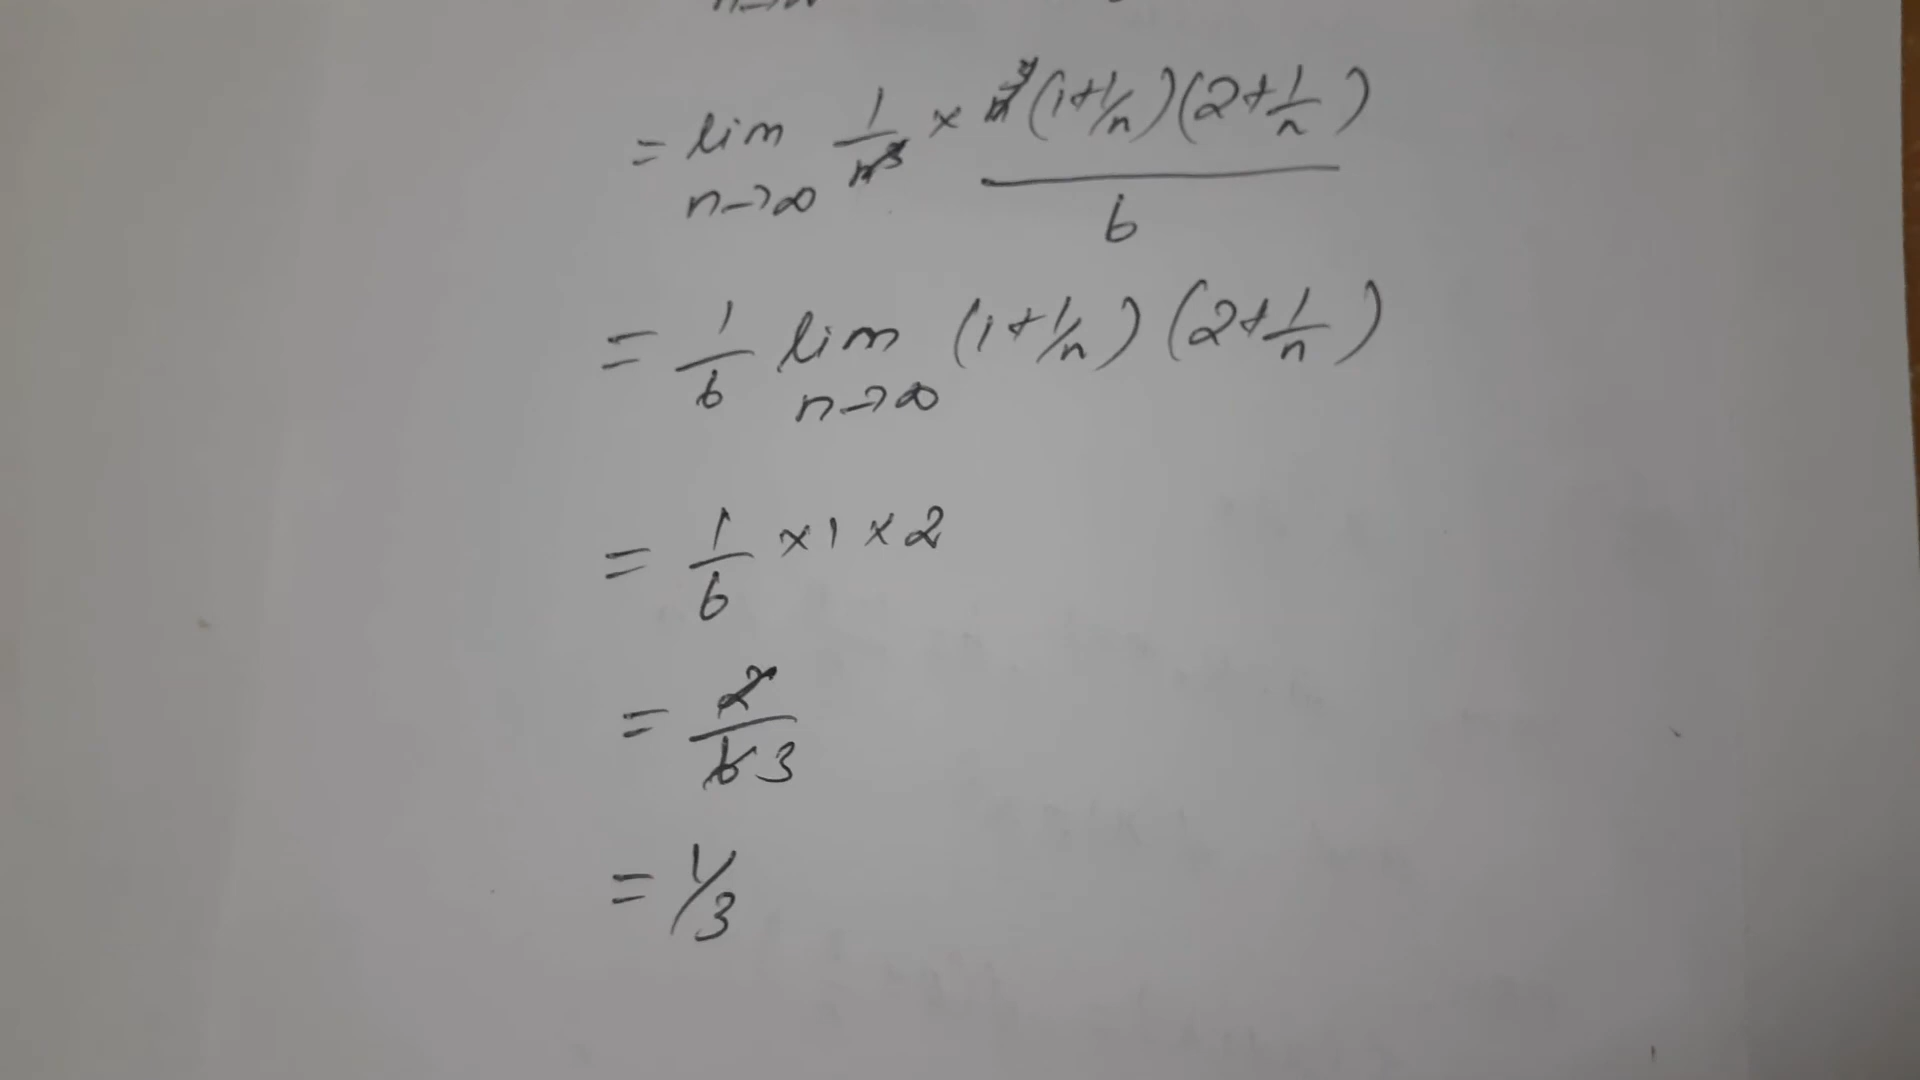 n→∞
= lim n→∞ 1/n³ × n³(1+1/n)(2+1/n)/6
= 1/6 lim n→∞ (1+1/n)(2+1/n)
= 1/6 ×1×2
= 2/6 3
= 1/3